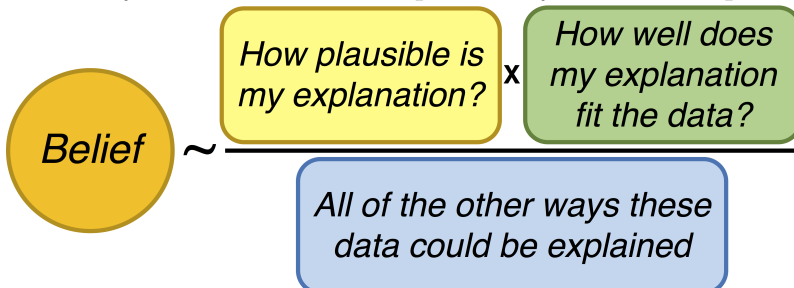 How plausible is
my explanation?
x
How well does
my explanation
fit the data?
Belief
~
All of the other ways these
data could be explained